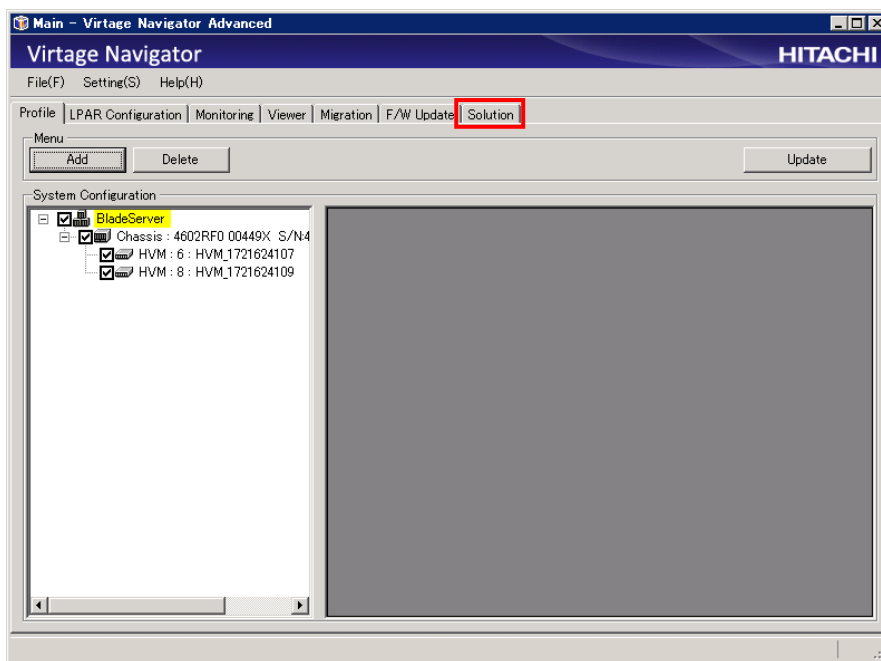 Main - Virtage Navigator Advanced
Virtage Navigator
HITACHI
File(F) Setting(S) Help(H)
Profile LPAR Configuration Monitoring Viewer Migration F/W Update Solution
Menu
Add Delete Update
System Configuration
BladeServer
Chassis : 4602RF0 00449X S/N:4
HVM : 6 : HVM_1721624107
HVM : 8 : HVM_1721624109